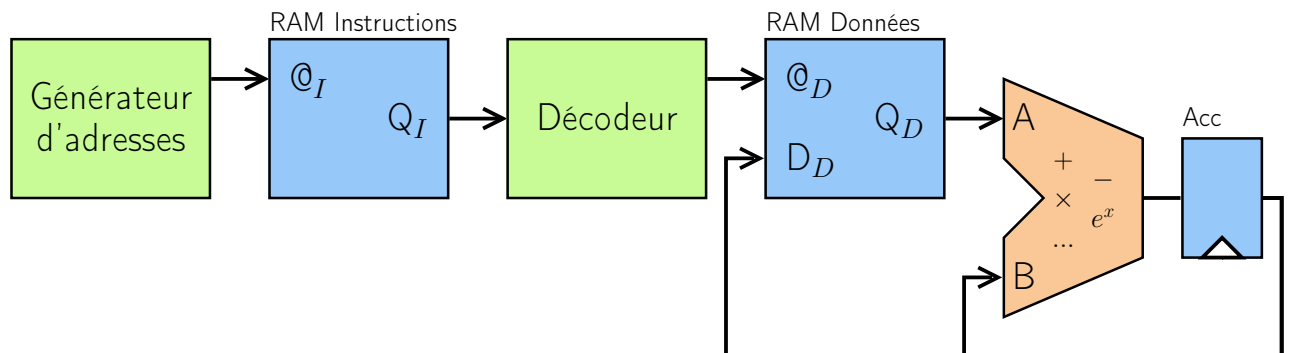 RAM Instructions
RAM Données
Générateur
d'adresses
@I
QI
Décodeur
@D
QD
DD
A
B
+
−
×
e^x
...
Acc